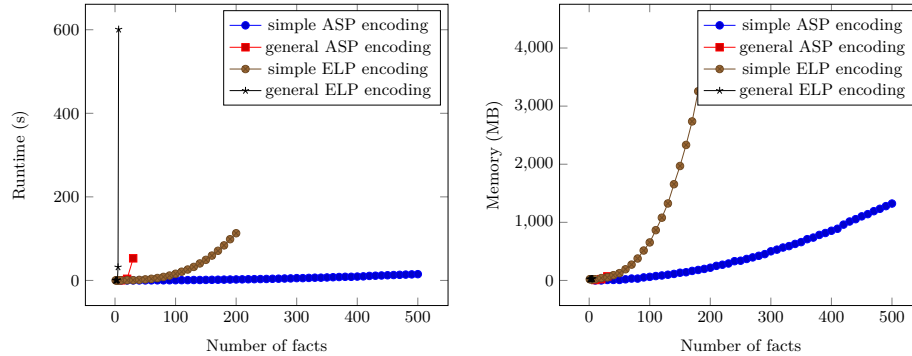 600
400
200
0
Runtime (s)
0
100
200
300
400
500
Number of facts
simple ASP encoding
general ASP encoding
simple ELP encoding
general ELP encoding
4,000
3,000
2,000
1,000
0
Memory (MB)
0
100
200
300
400
500
Number of facts
simple ASP encoding
general ASP encoding
simple ELP encoding
general ELP encoding